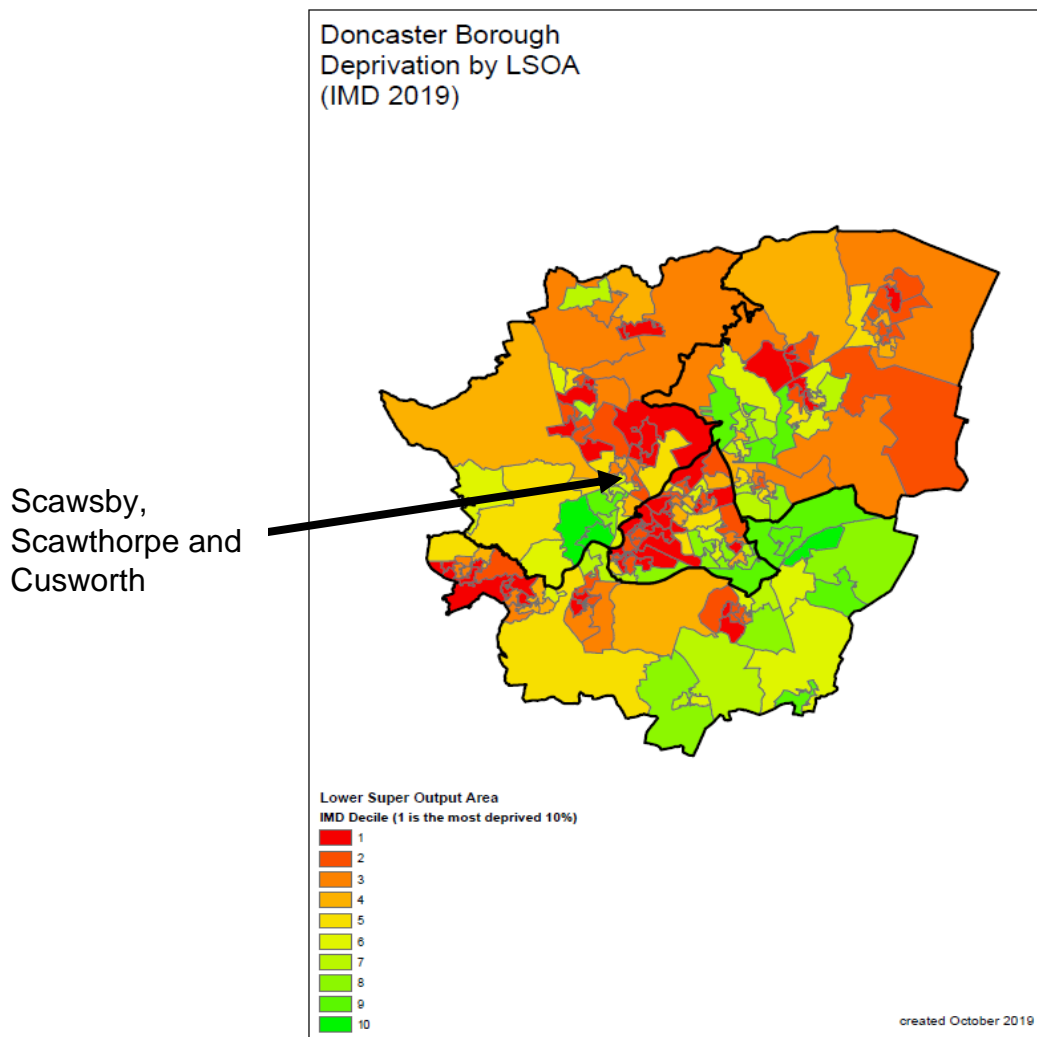 Doncaster Borough
Deprivation by LSOA
(IMD 2019)
Scawsby,
Scawthorpe and
Cusworth
Lower Super Output Area
IMD Decile (1 is the most deprived 10%)
1
2
3
4
5
6
7
8
9
10
created October 2019